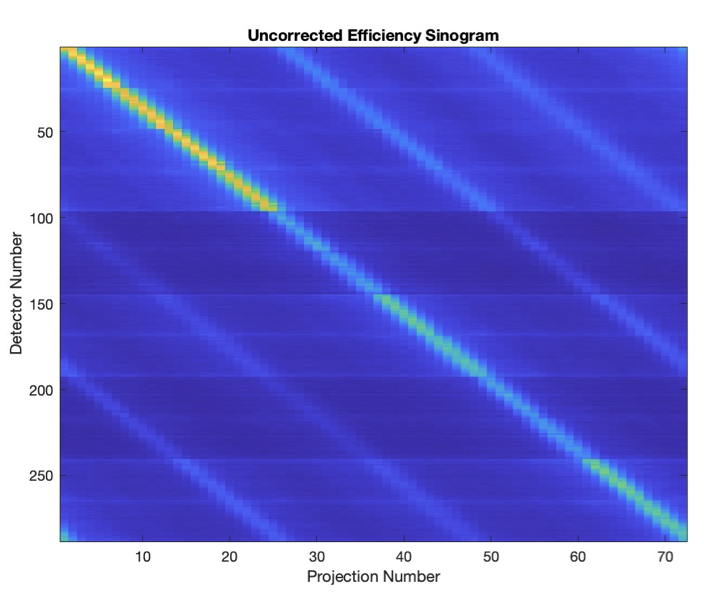 Uncorrected Efficiency Sinogram
50
100
150
200
250
Detector Number
10 20 30 40 50 60 70
Projection Number